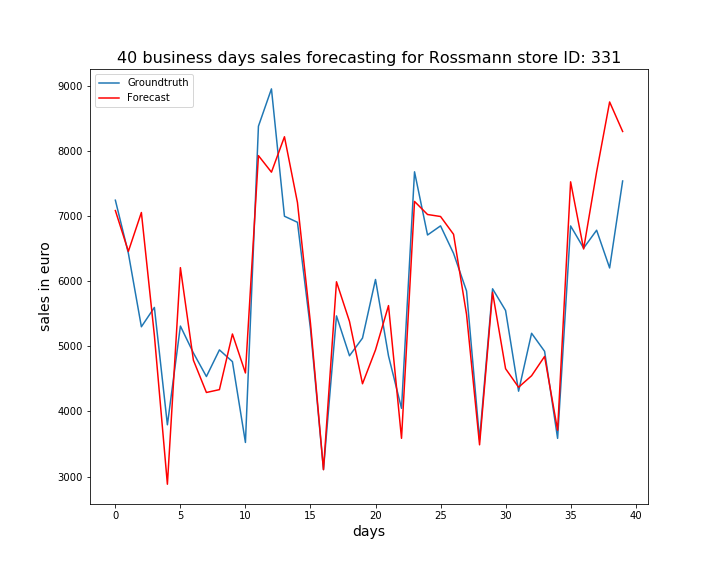 40 business days sales forecasting for Rossmann store ID: 331
Groundtruth
Forecast
9000
8000
7000
6000
5000
4000
3000
sales in euro
0 5 10 15 20 25 30 35 40
days